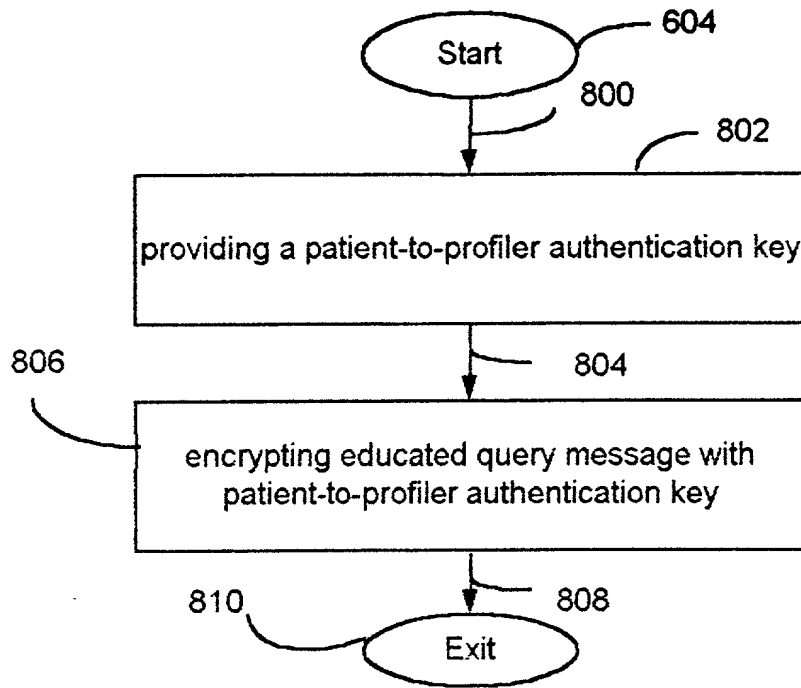 Start
604
800
802
providing a patient-to-profiler authentication key
804
806
encrypting educated query message with
patient-to-profiler authentication key
808
810
Exit